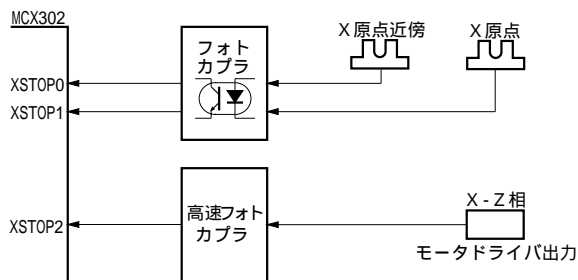 MCX302
X原点近傍
X原点
フォト
カプラ
XSTOP0
XSTOP1
高速フォト
カプラ
X-Z相
XSTOP2
モータドライバ出力